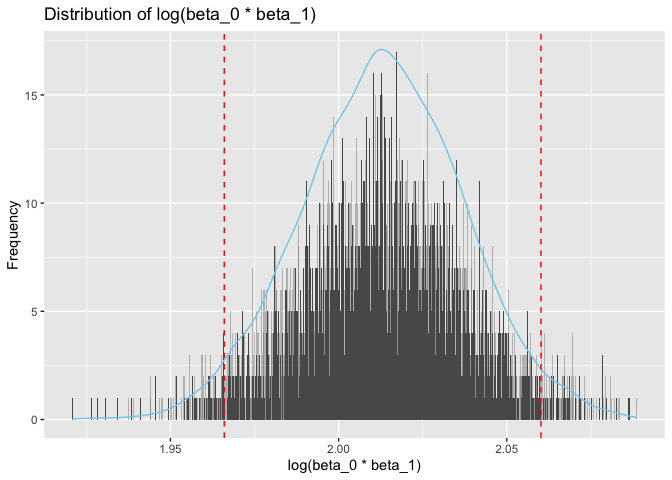 Distribution of log(beta_0 * beta_1)
Frequency
15
10
5
0
1.95
2.00
2.05
log(beta_0 * beta_1)